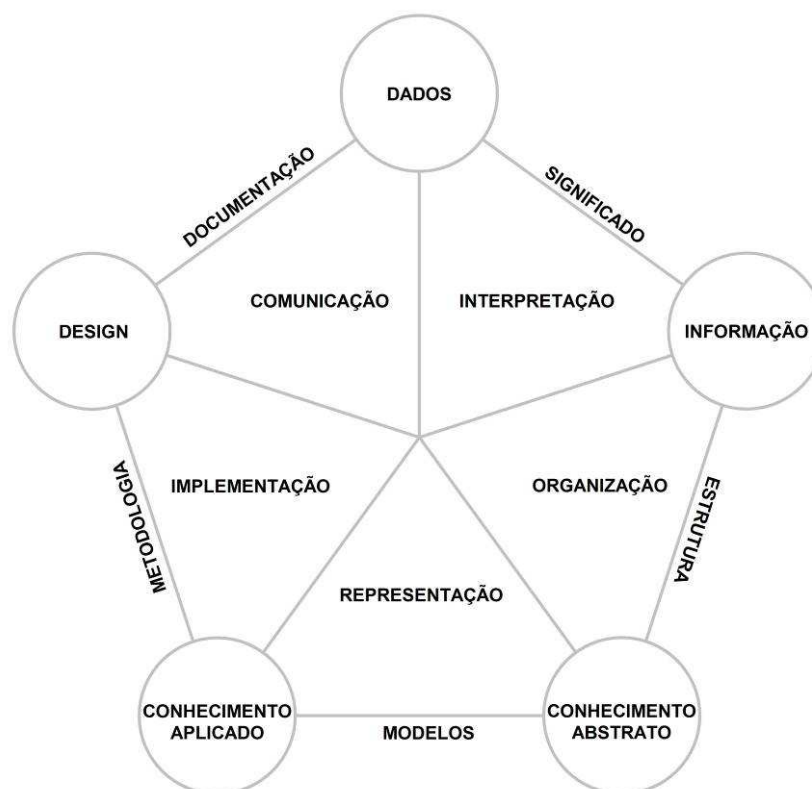 DADOS
DOCUMENTAÇÃO
SIGNIFICADO
COMUNICAÇÃO
INTERPRETAÇÃO
DESIGN
INFORMAÇÃO
METODOLOGIA
IMPLEMENTAÇÃO
ORGANIZAÇÃO
ESTRUTURA
REPRESENTAÇÃO
CONHECIMENTO
APLICADO
MODELOS
CONHECIMENTO
ABSTRATO